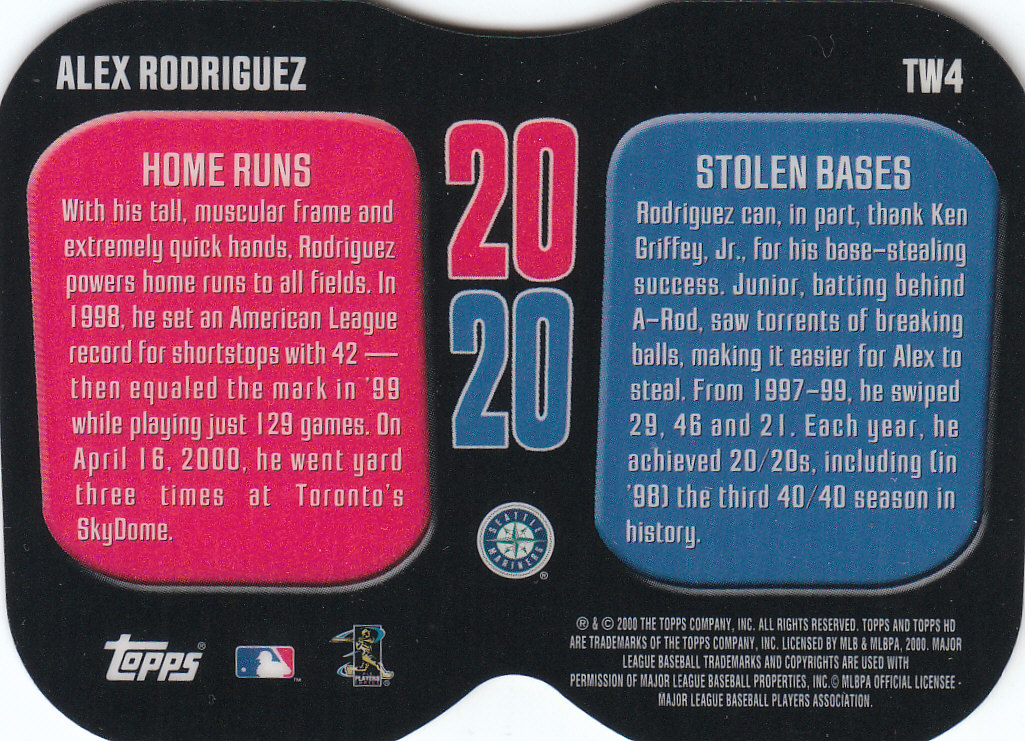 ALEX RODRIGUEZ
TW4
HOME RUNS
With his tall, muscular frame and
extremely quick hands, Rodriguez
powers home runs to all fields. In
1998, he set an American League
record for shortstops with 42 —
then equaled the mark in '99
while playing just 129 games. On
April 16, 2000, he went yard
three times at Toronto's
SkyDome.
20
20
STOLEN BASES
Rodriguez can, in part, thank Ken
Griffey, Jr., for his base-stealing
success. Junior, batting behind
A-Rod, saw torrents of breaking
balls, making it easier for Alex to
steal. From 1997-99, he swiped
29, 46 and 21. Each year, he
achieved 20/20s, including (in
'98) the third 40/40 season in
history.
SEATTLE
MARINERS
®
Topps®
TM
PLAYERS
® & © 2000 THE TOPPS COMPANY, INC. ALL RIGHTS RESERVED. TOPPS AND TOPPS HD
ARE TRADEMARKS OF THE TOPPS COMPANY, INC. LICENSED BY MLB & MLBPA, 2000. MAJOR
LEAGUE BASEBALL TRADEMARKS AND COPYRIGHTS ARE USED WITH
PERMISSION OF MAJOR LEAGUE BASEBALL PROPERTIES, INC.© MLBPA OFFICIAL LICENSEE -
MAJOR LEAGUE BASEBALL PLAYERS ASSOCIATION.